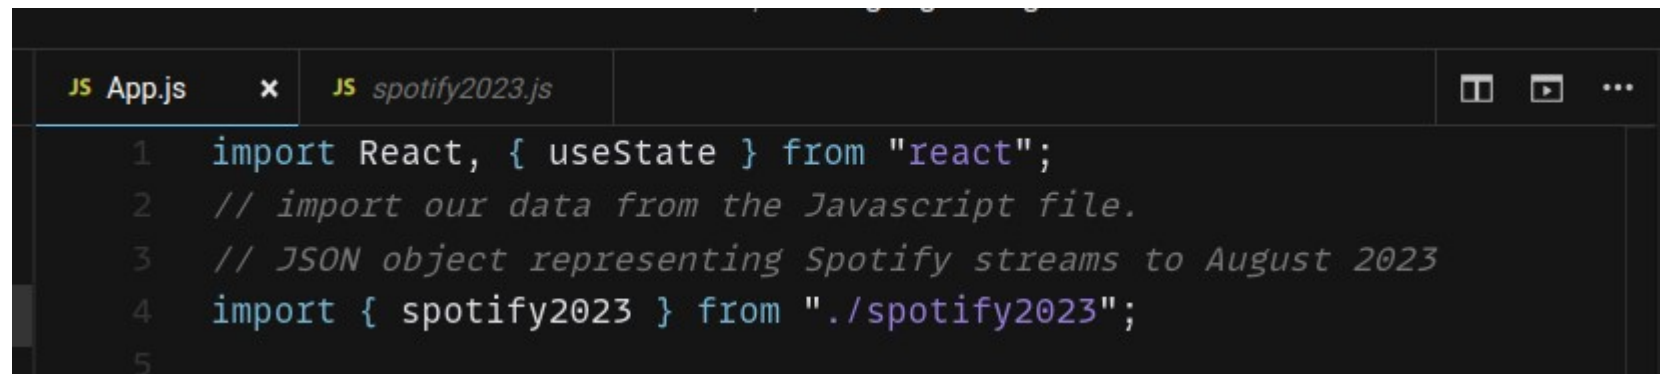 JS App.js × JS spotify2023.js
1 import React, { useState } from "react";
2 // import our data from the Javascript file.
3 // JSON object representing Spotify streams to August 2023
4 import { spotify2023 } from "./spotify2023";
5